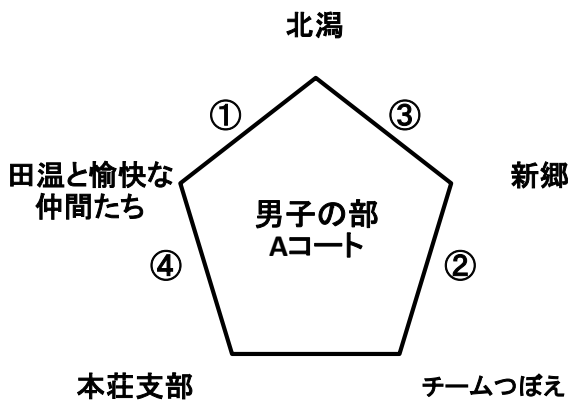 北潟
①
③
田温と愉快な
仲間たち
新郷
男子の部
Aコート
④
②
本荘支部
チームつぼえ